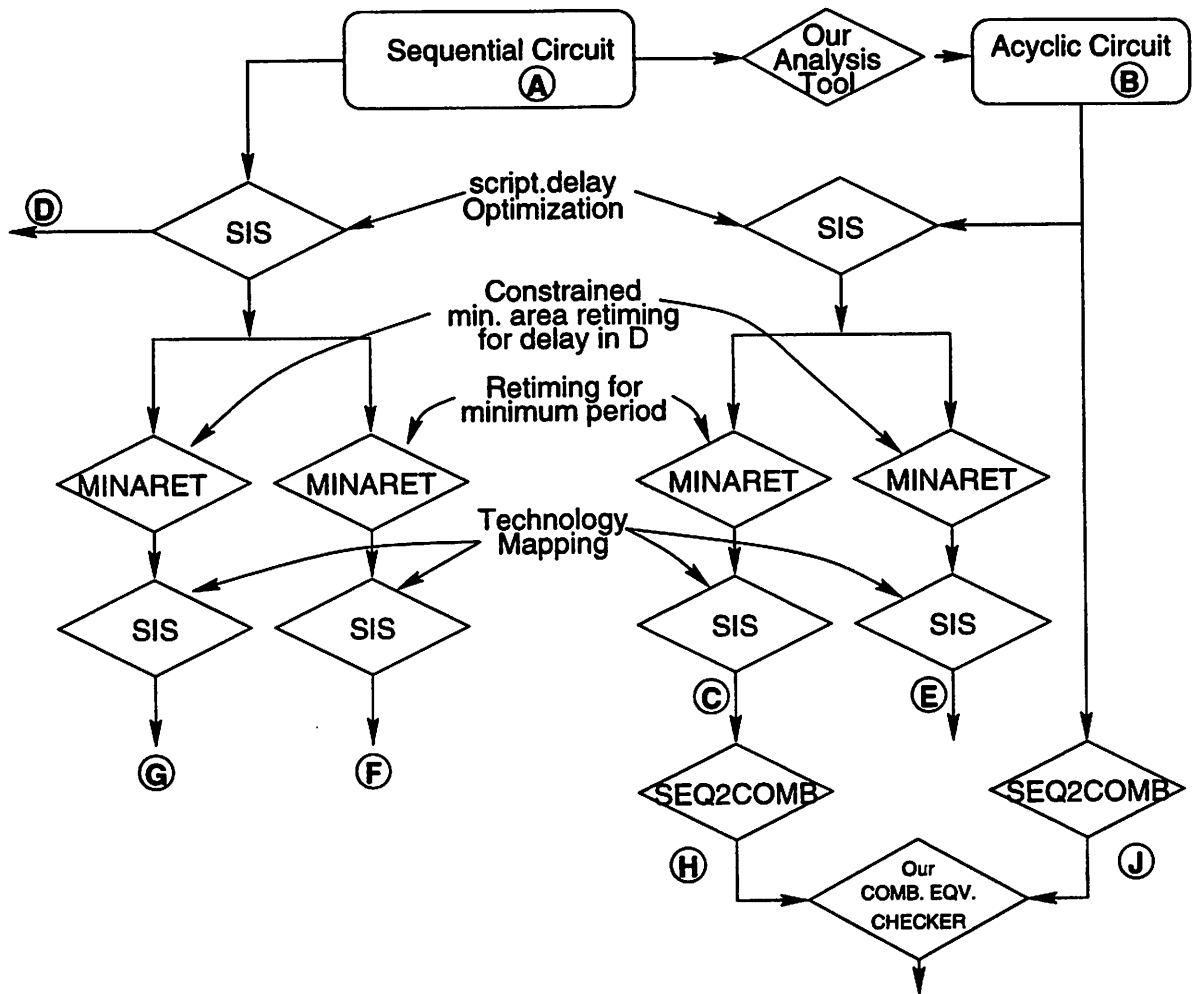 Sequential Circuit
A
Our
Analysis
Tool
Acyclic Circuit
B
D
SIS
script.delay
Optimization
SIS
Constrained
min. area retiming
for delay in D
Retiming for
minimum period
MINARET
MINARET
MINARET
MINARET
Technology
Mapping
SIS
SIS
SIS
SIS
C
E
G
F
SEQ2COMB
SEQ2COMB
H
J
Our
COMB. EQV.
CHECKER